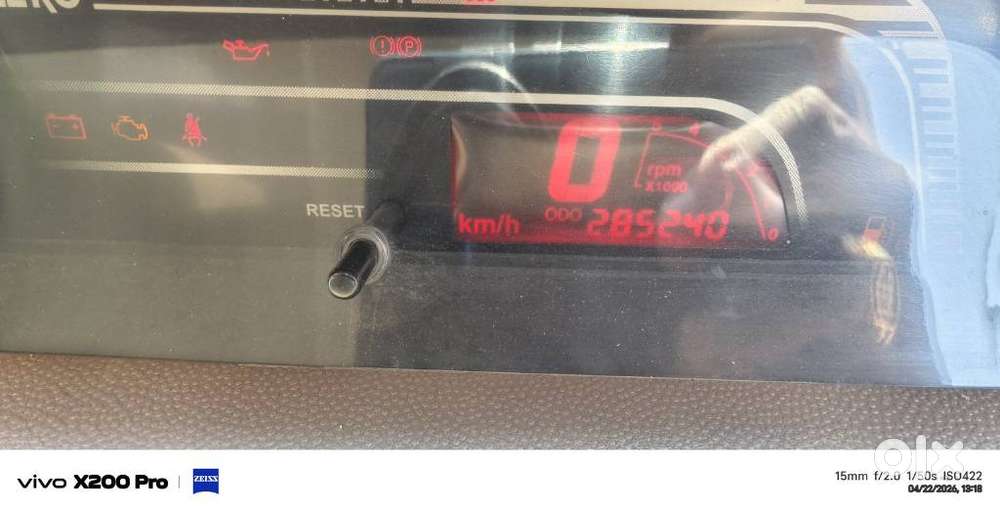 RESET
0
rpm
X1000
km/h
ODO 285240
0
vivo X200 Pro | ZEISS
15mm f/2.0 1/50s ISO422
04/22/2026, 13:18
olx